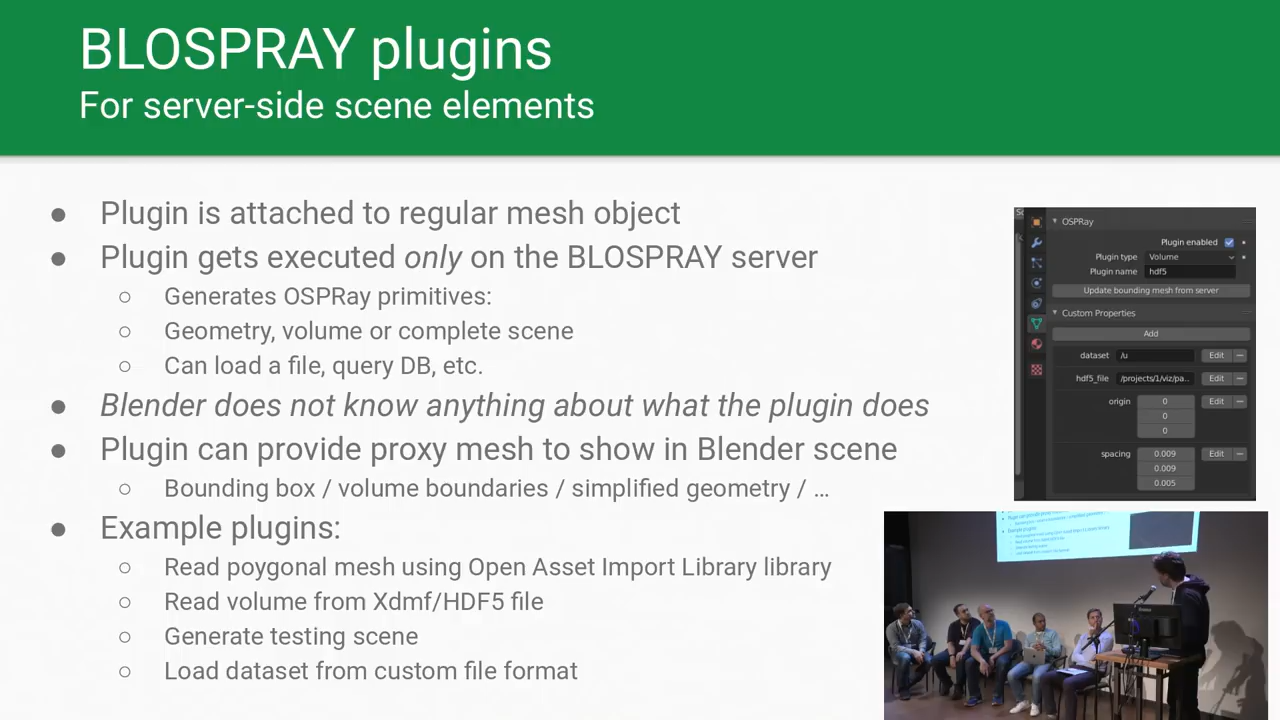 BLOSPRAY plugins
For server-side scene elements
● Plugin is attached to regular mesh object
● Plugin gets executed only on the BLOSPRAY server
○ Generates OSPRay primitives:
○ Geometry, volume or complete scene
○ Can load a file, query DB, etc.
● Blender does not know anything about what the plugin does
● Plugin can provide proxy mesh to show in Blender scene
○ Bounding box / volume boundaries / simplified geometry / ...
● Example plugins:
○ Read poygonal mesh using Open Asset Import Library library
○ Read volume from Xdmf/HDF5 file
○ Generate testing scene
○ Load dataset from custom file format
OSPRay
Plugin enabled
Plugin type Volume
Plugin name hdf5
Update bounding mesh from server
Custom Properties
Add
dataset /u Edit
hdf5_file /projects/1/viz/pa.. Edit
origin 0 Edit
0
0
spacing 0.009 Edit
0.009
0.005